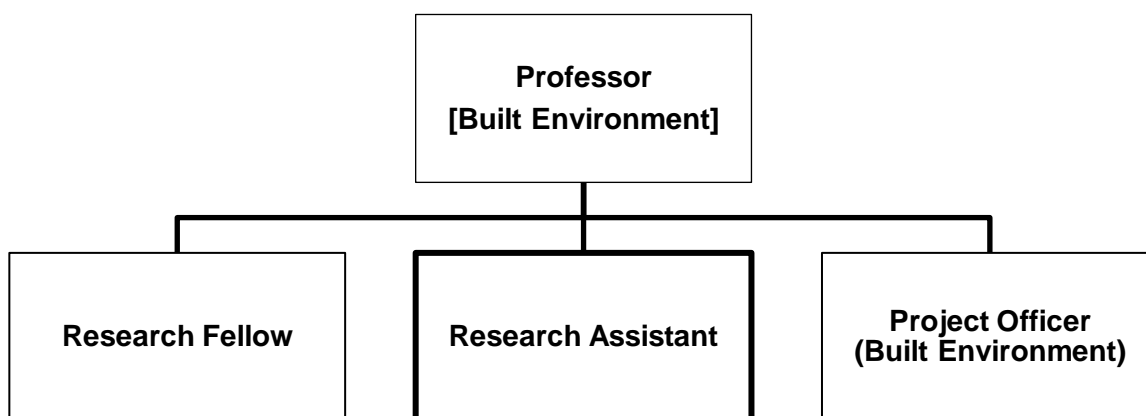 Professor
[Built Environment]
Research Fellow
Research Assistant
Project Officer
(Built Environment)